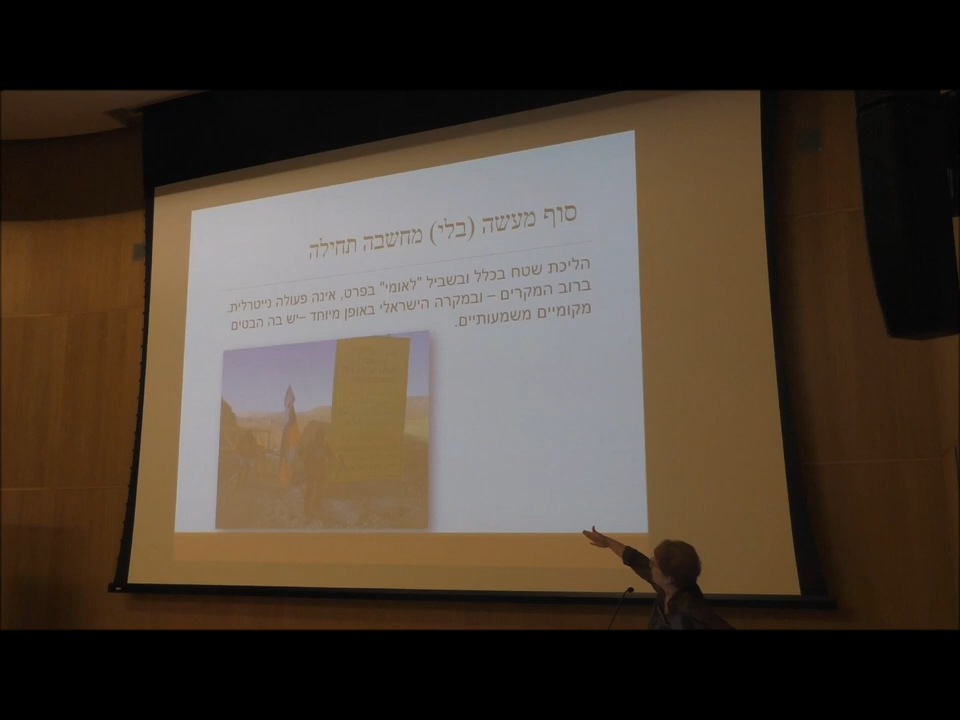 סוף מעשה (בלי) מחשבה תחילה
הליכת שטח בכלל ובשביל "לאומי" בפרט, אינה פעולה נייטרלית.
ברוב המקרים – ובמקרה הישראלי באופן מיוחד –יש בה הבטים
מקומיים משמעותיים.